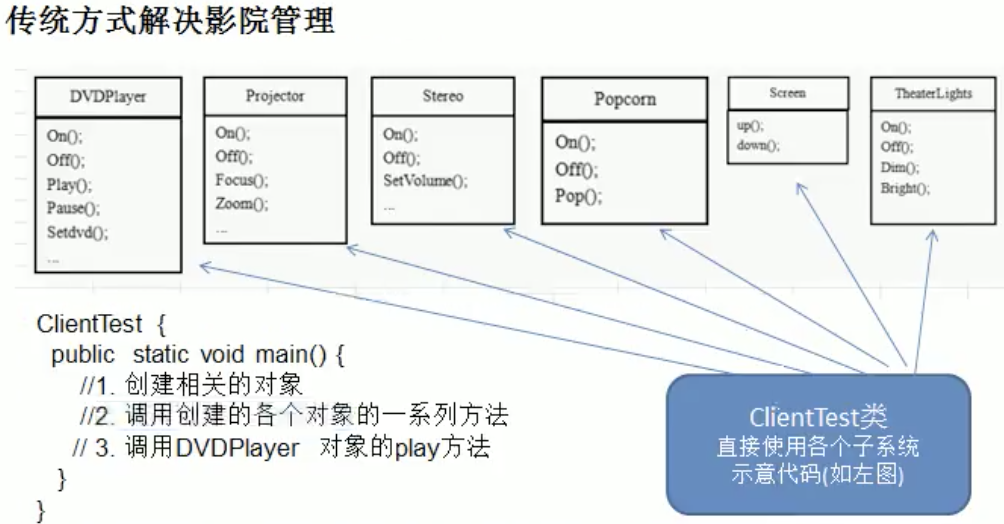 传统方式解决影院管理
DVDPlayer
On();
Off();
Play();
Pause();
Setdvd();
...
Projector
On();
Off();
Focus();
Zoom();
...
Stereo
On();
Off();
SetVolume();
...
Popcorn
On();
Off();
Pop();
Screen
up();
down();
TheaterLights
On();
Off();
Dim();
Bright();
ClientTest {
public static void main() {
//1. 创建相关的对象
//2. 调用创建的各个对象的一系列方法
// 3. 调用DVDPlayer 对象的play方法
}
}
ClientTest类
直接使用各个子系统
示意代码(如左图)